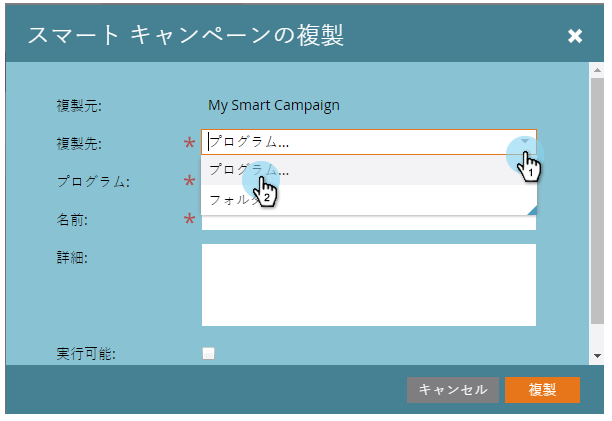 スマート キャンペーンの複製
複製元: My Smart Campaign
複製先: * プログラム...
プログラム: * プログラム...
フォルダ
名前: *
詳細:
実行可能:
キャンセル 複製
1
2